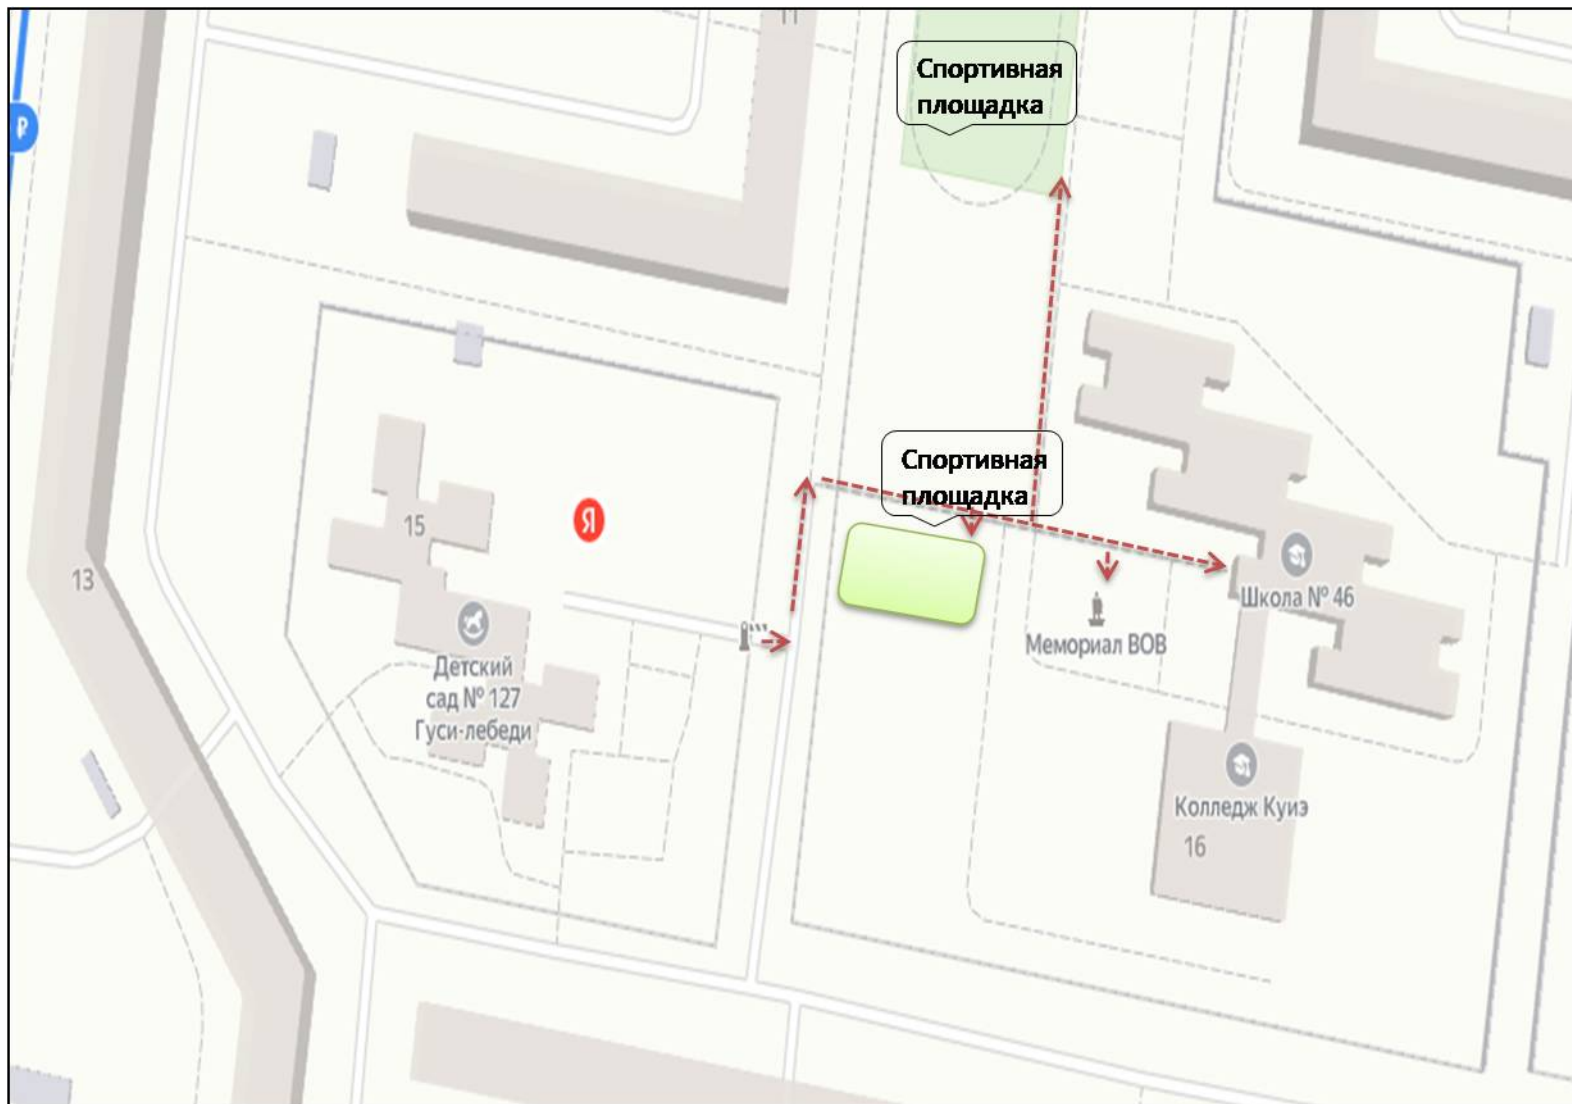 Спортивная
площадка
₽
Спортивная
площадка
15
Я
13
Школа № 46
Детский
сад № 127
Гуси-лебеди
Мемориал ВОВ
Колледж Куиэ
16